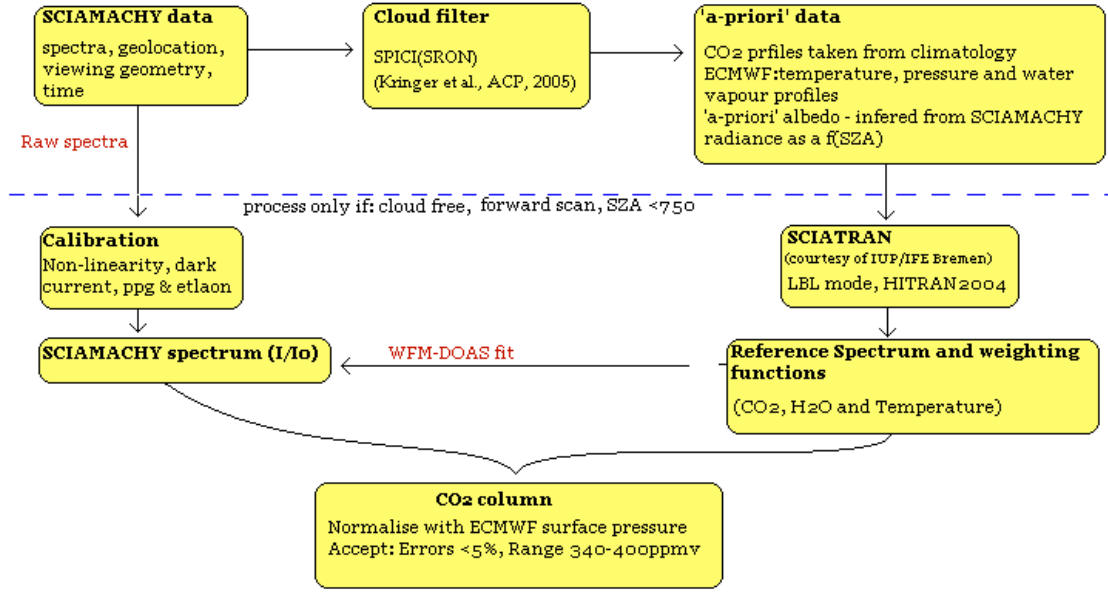 SCIAMACHY data
spectra, geolocation,
viewing geometry,
time
Cloud filter
SPICI(SRON)
(Kringer et al., ACP, 2005)
'a-priori' data
CO2 prfiles taken from climatology
ECMWF:temperature, pressure and water
vapour profiles
'a-priori' albedo - infered from SCIAMACHY
radiance as a f(SZA)
Raw spectra
process only if: cloud free, forward scan, SZA <750
Calibration
Non-linearity, dark
current, ppg & etlaon
SCIATRAN
(courtesy of IUP/IFE Bremen)
LBL mode, HITRAN2004
SCIAMACHY spectrum (I/Io)
WFM-DOAS fit
Reference Spectrum and weighting
functions
(CO2, H2O and Temperature)
CO2 column
Normalise with ECMWF surface pressure
Accept: Errors <5%, Range 340-400ppmv